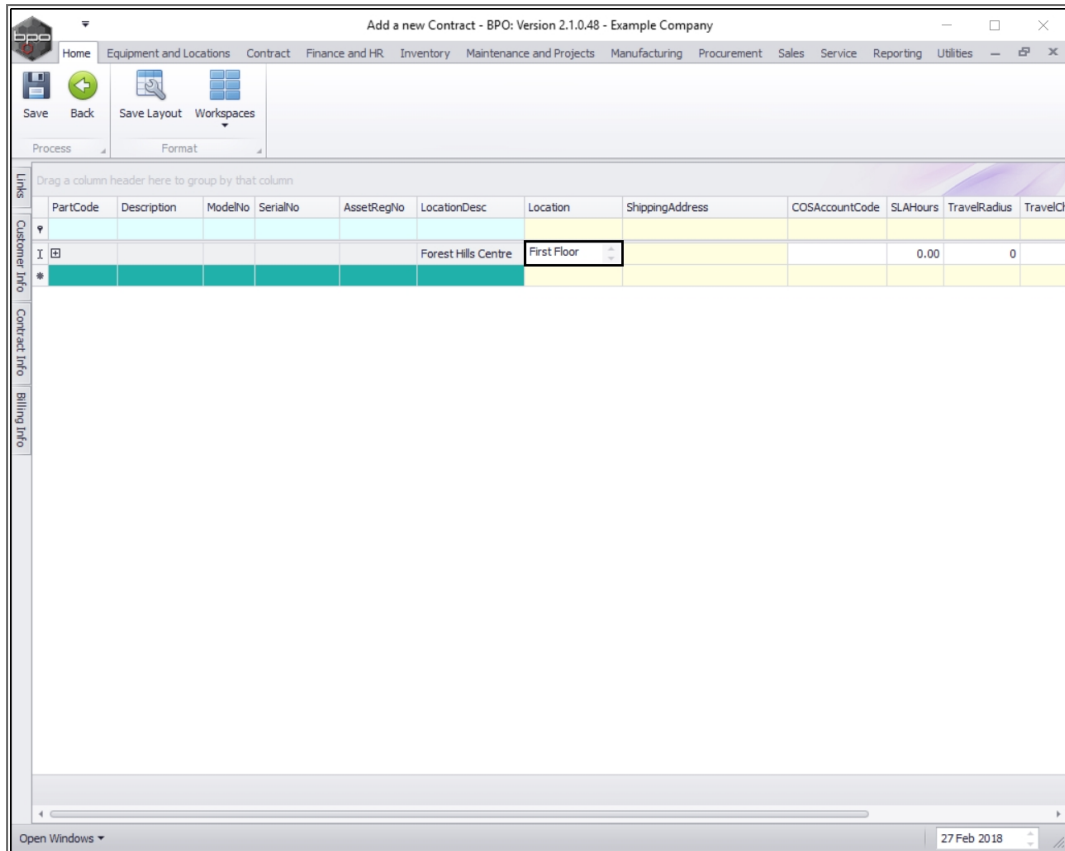 Add a new Contract - BPO: Version 2.1.0.48 - Example Company
bpo
Home Equipment and Locations Contract Finance and HR Inventory Maintenance and Projects Manufacturing Procurement Sales Service Reporting Utilities
Save Back Save Layout Workspaces
Process Format
Links
Customer Info
Contract Info
Billing Info
Drag a column header here to group by that column
PartCode Description ModelNo SerialNo AssetRegNo LocationDesc Location ShippingAddress COSAccountCode SLAHours TravelRadius TravelCh
Forest Hills Centre First Floor 0.00 0
Open Windows 27 Feb 2018